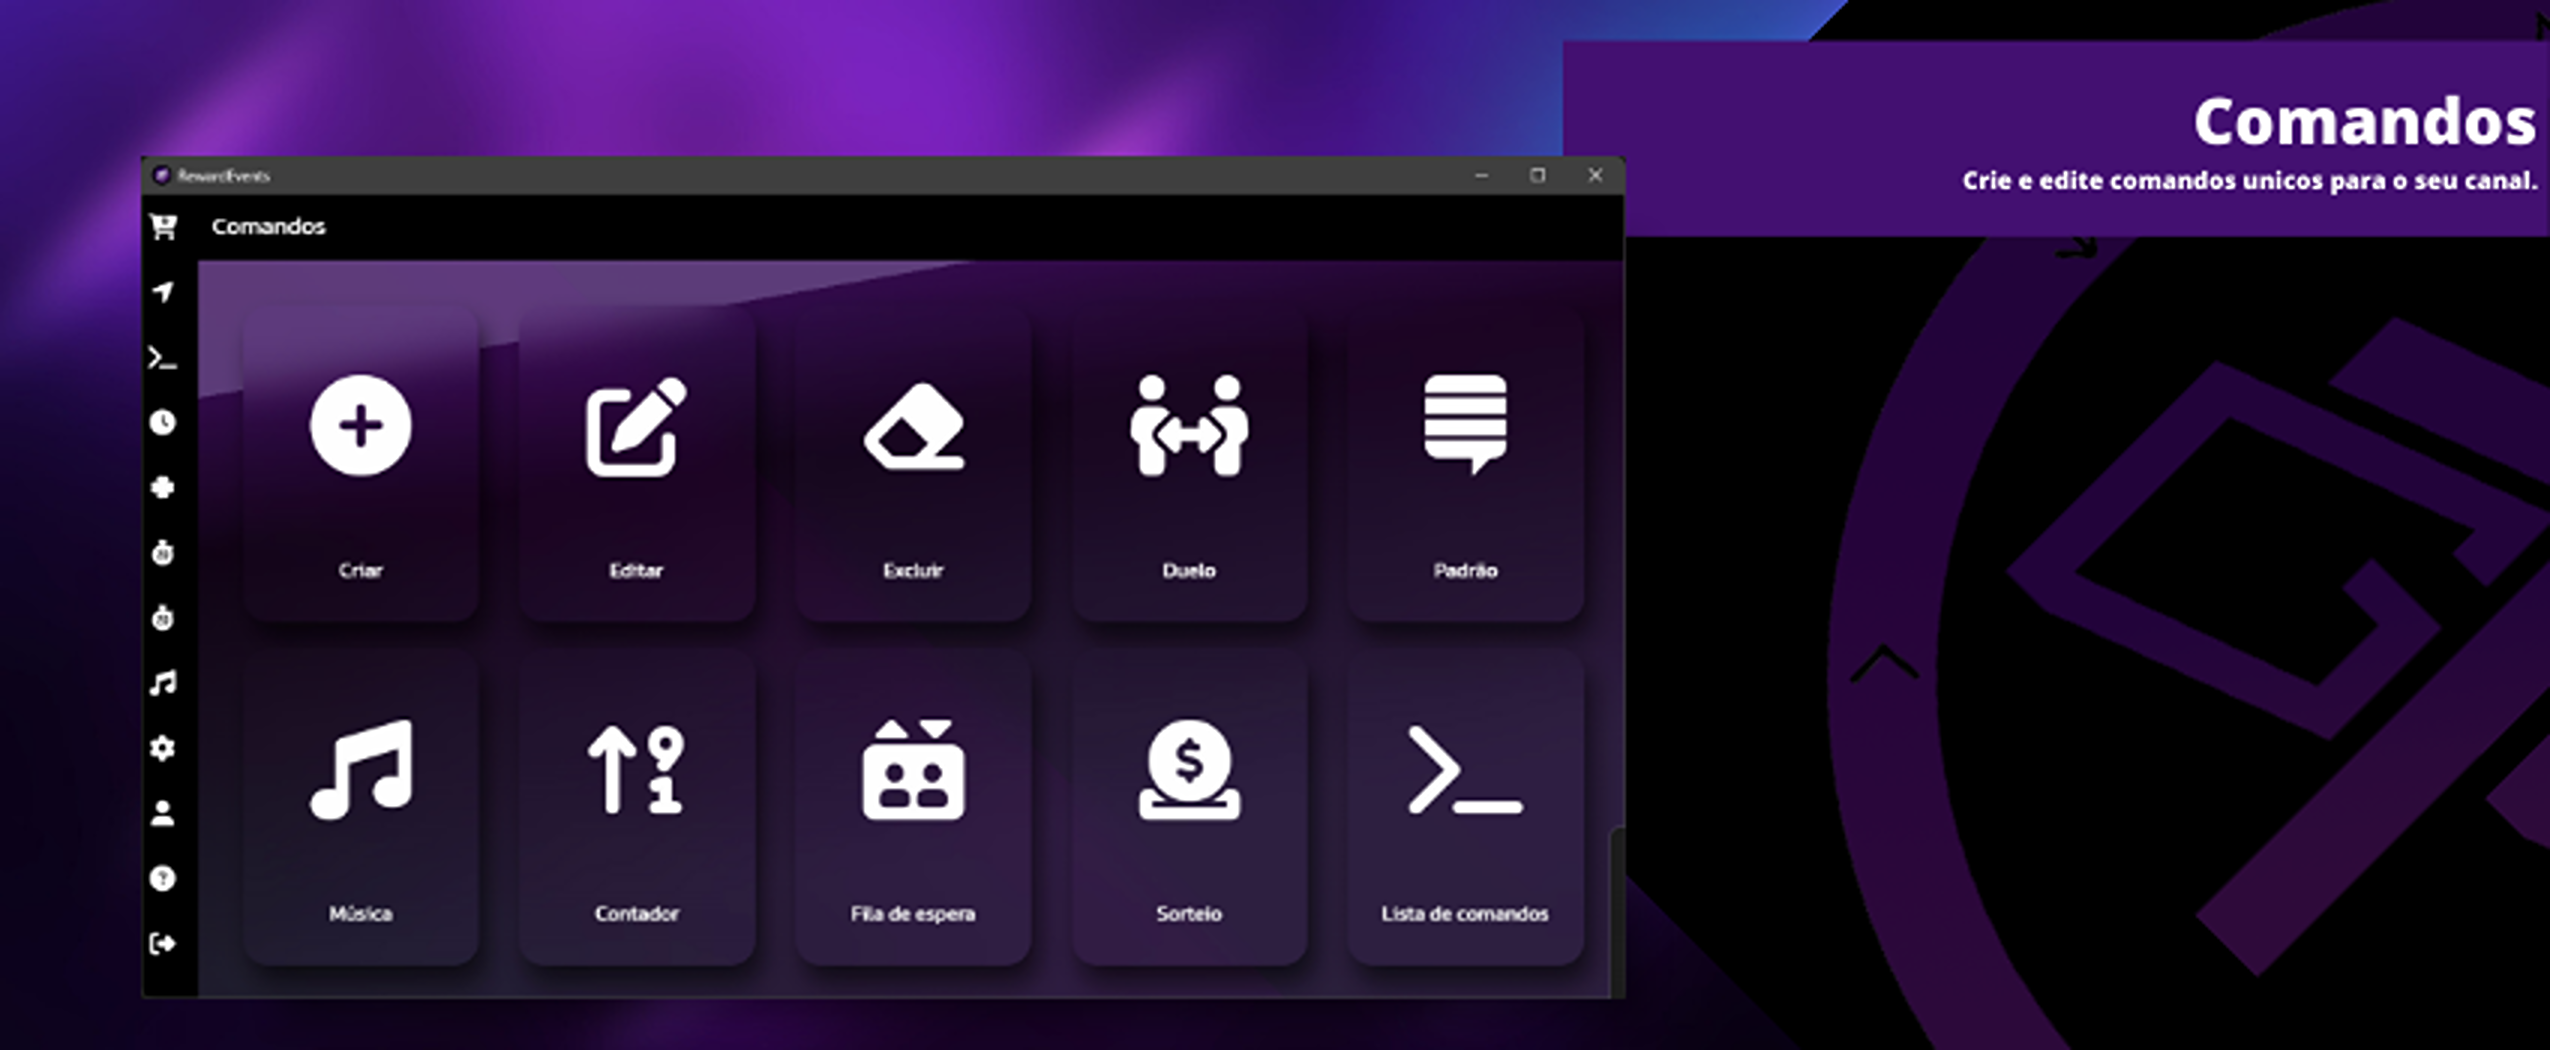 Comandos
Crie e edite comandos unicos para o seu canal.
RewardEvents
Comandos
Criar
Editar
Excluir
Duelo
Padrão
Música
Contador
Fila de espera
Sorteio
Lista de comandos